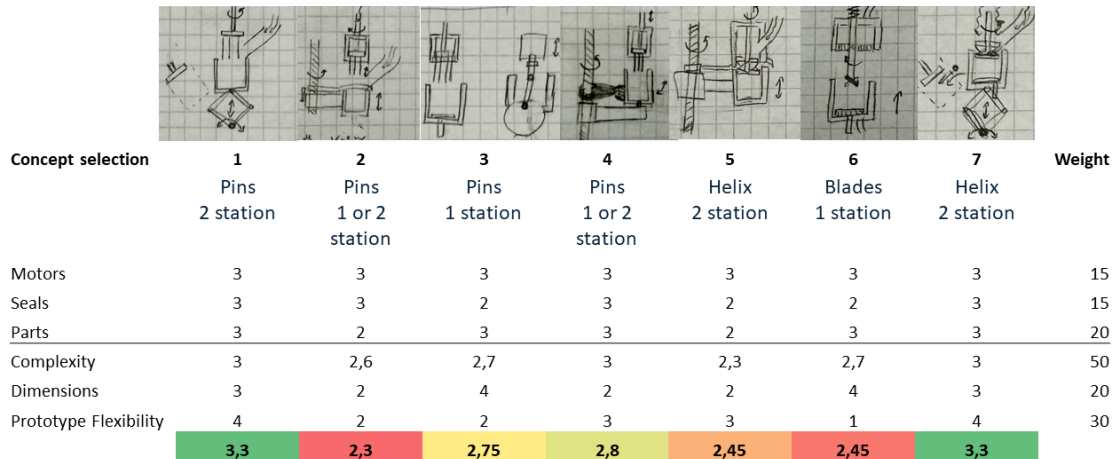 Concept selection 1 2 3 4 5 6 7 Weight
Pins Pins Pins Pins Helix Blades Helix
2 station 1 or 2 1 station 1 or 2 2 station 1 station 2 station
station station
Motors 3 3 3 3 3 3 3 15
Seals 3 3 2 3 2 2 3 15
Parts 3 2 3 3 2 3 3 20
Complexity 3 2,6 2,7 3 2,3 2,7 3 50
Dimensions 3 2 4 2 2 4 3 20
Prototype Flexibility 4 2 2 3 3 1 4 30
3,3 2,3 2,75 2,8 2,45 2,45 3,3